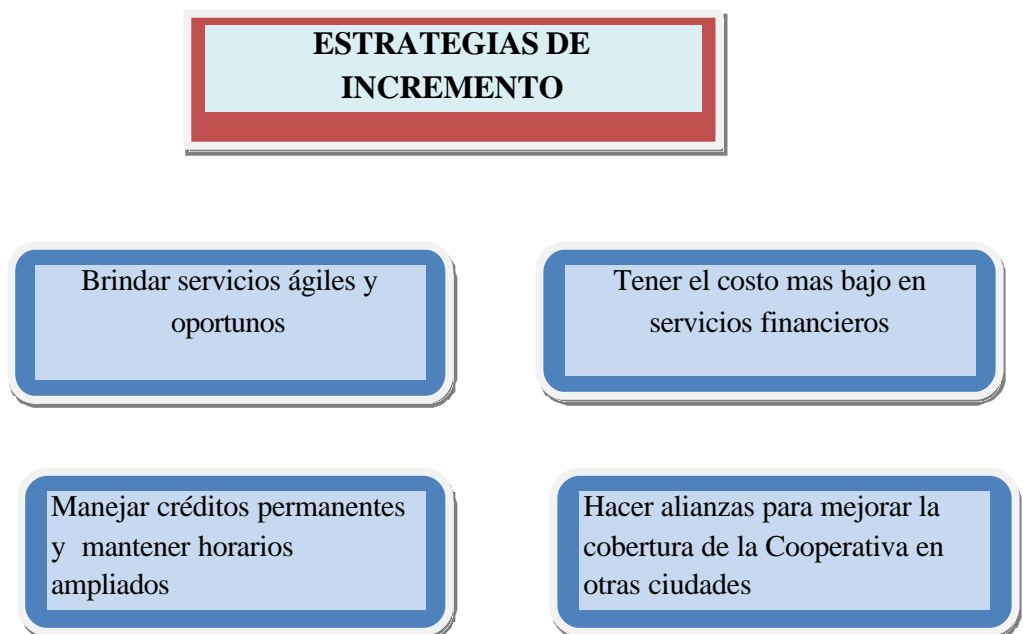 ESTRATEGIAS DE
INCREMENTO
Brindar servicios ágiles y
oportunos
Tener el costo mas bajo en
servicios financieros
Manejar créditos permanentes
y mantener horarios
ampliados
Hacer alianzas para mejorar la
cobertura de la Cooperativa en
otras ciudades